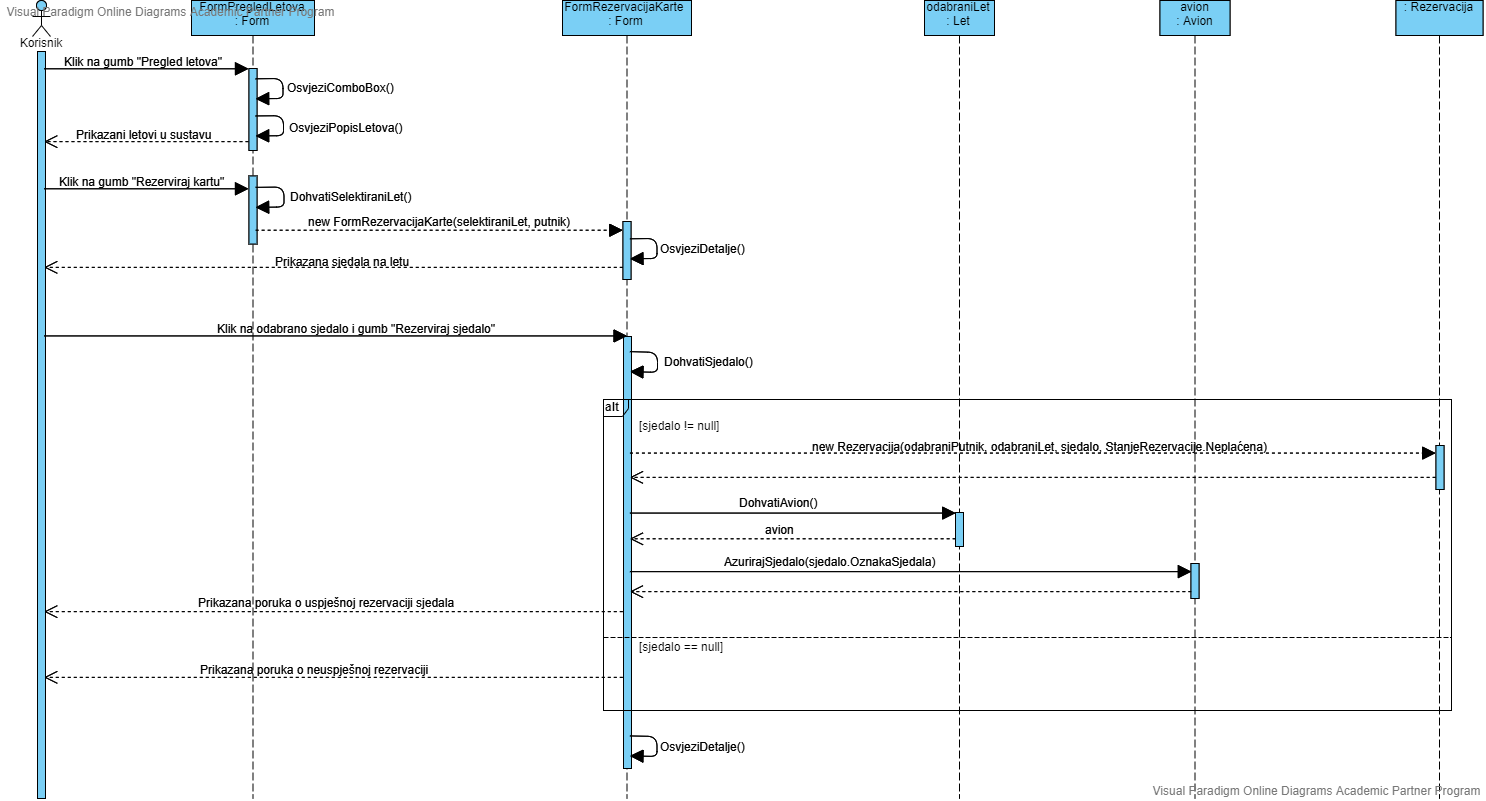 Visual Paradigm Online Diagrams Academic Partner Program
FormPregledLetova
: Form
FormRezervacijaKarte
: Form
odabraniLet
: Let
avion
: Avion
: Rezervacija
Korisnik
Klik na gumb "Pregled letova"
OsvjeziComboBox()
OsvjeziPopisLetova()
Prikazani letovi u sustavu
Klik na gumb "Rezerviraj kartu"
DohvatiSelektiraniLet()
new FormRezervacijaKarte(selektiraniLet, putnik)
OsvjeziDetalje()
Prikazana sjedala na letu
Klik na odabrano sjedalo i gumb "Rezerviraj sjedalo"
DohvatiSjedalo()
alt
[sjedalo != null]
new Rezervacija(odabraniPutnik, odabraniLet, sjedalo, StanjeRezervacije.Neplaćena)
DohvatiAvion()
avion
AzurirajSjedalo(sjedalo.OznakaSjedala)
Prikazana poruka o uspješnoj rezervaciji sjedala
[sjedalo == null]
Prikazana poruka o neuspješnoj rezervaciji
OsvjeziDetalje()
Visual Paradigm Online Diagrams Academic Partner Program